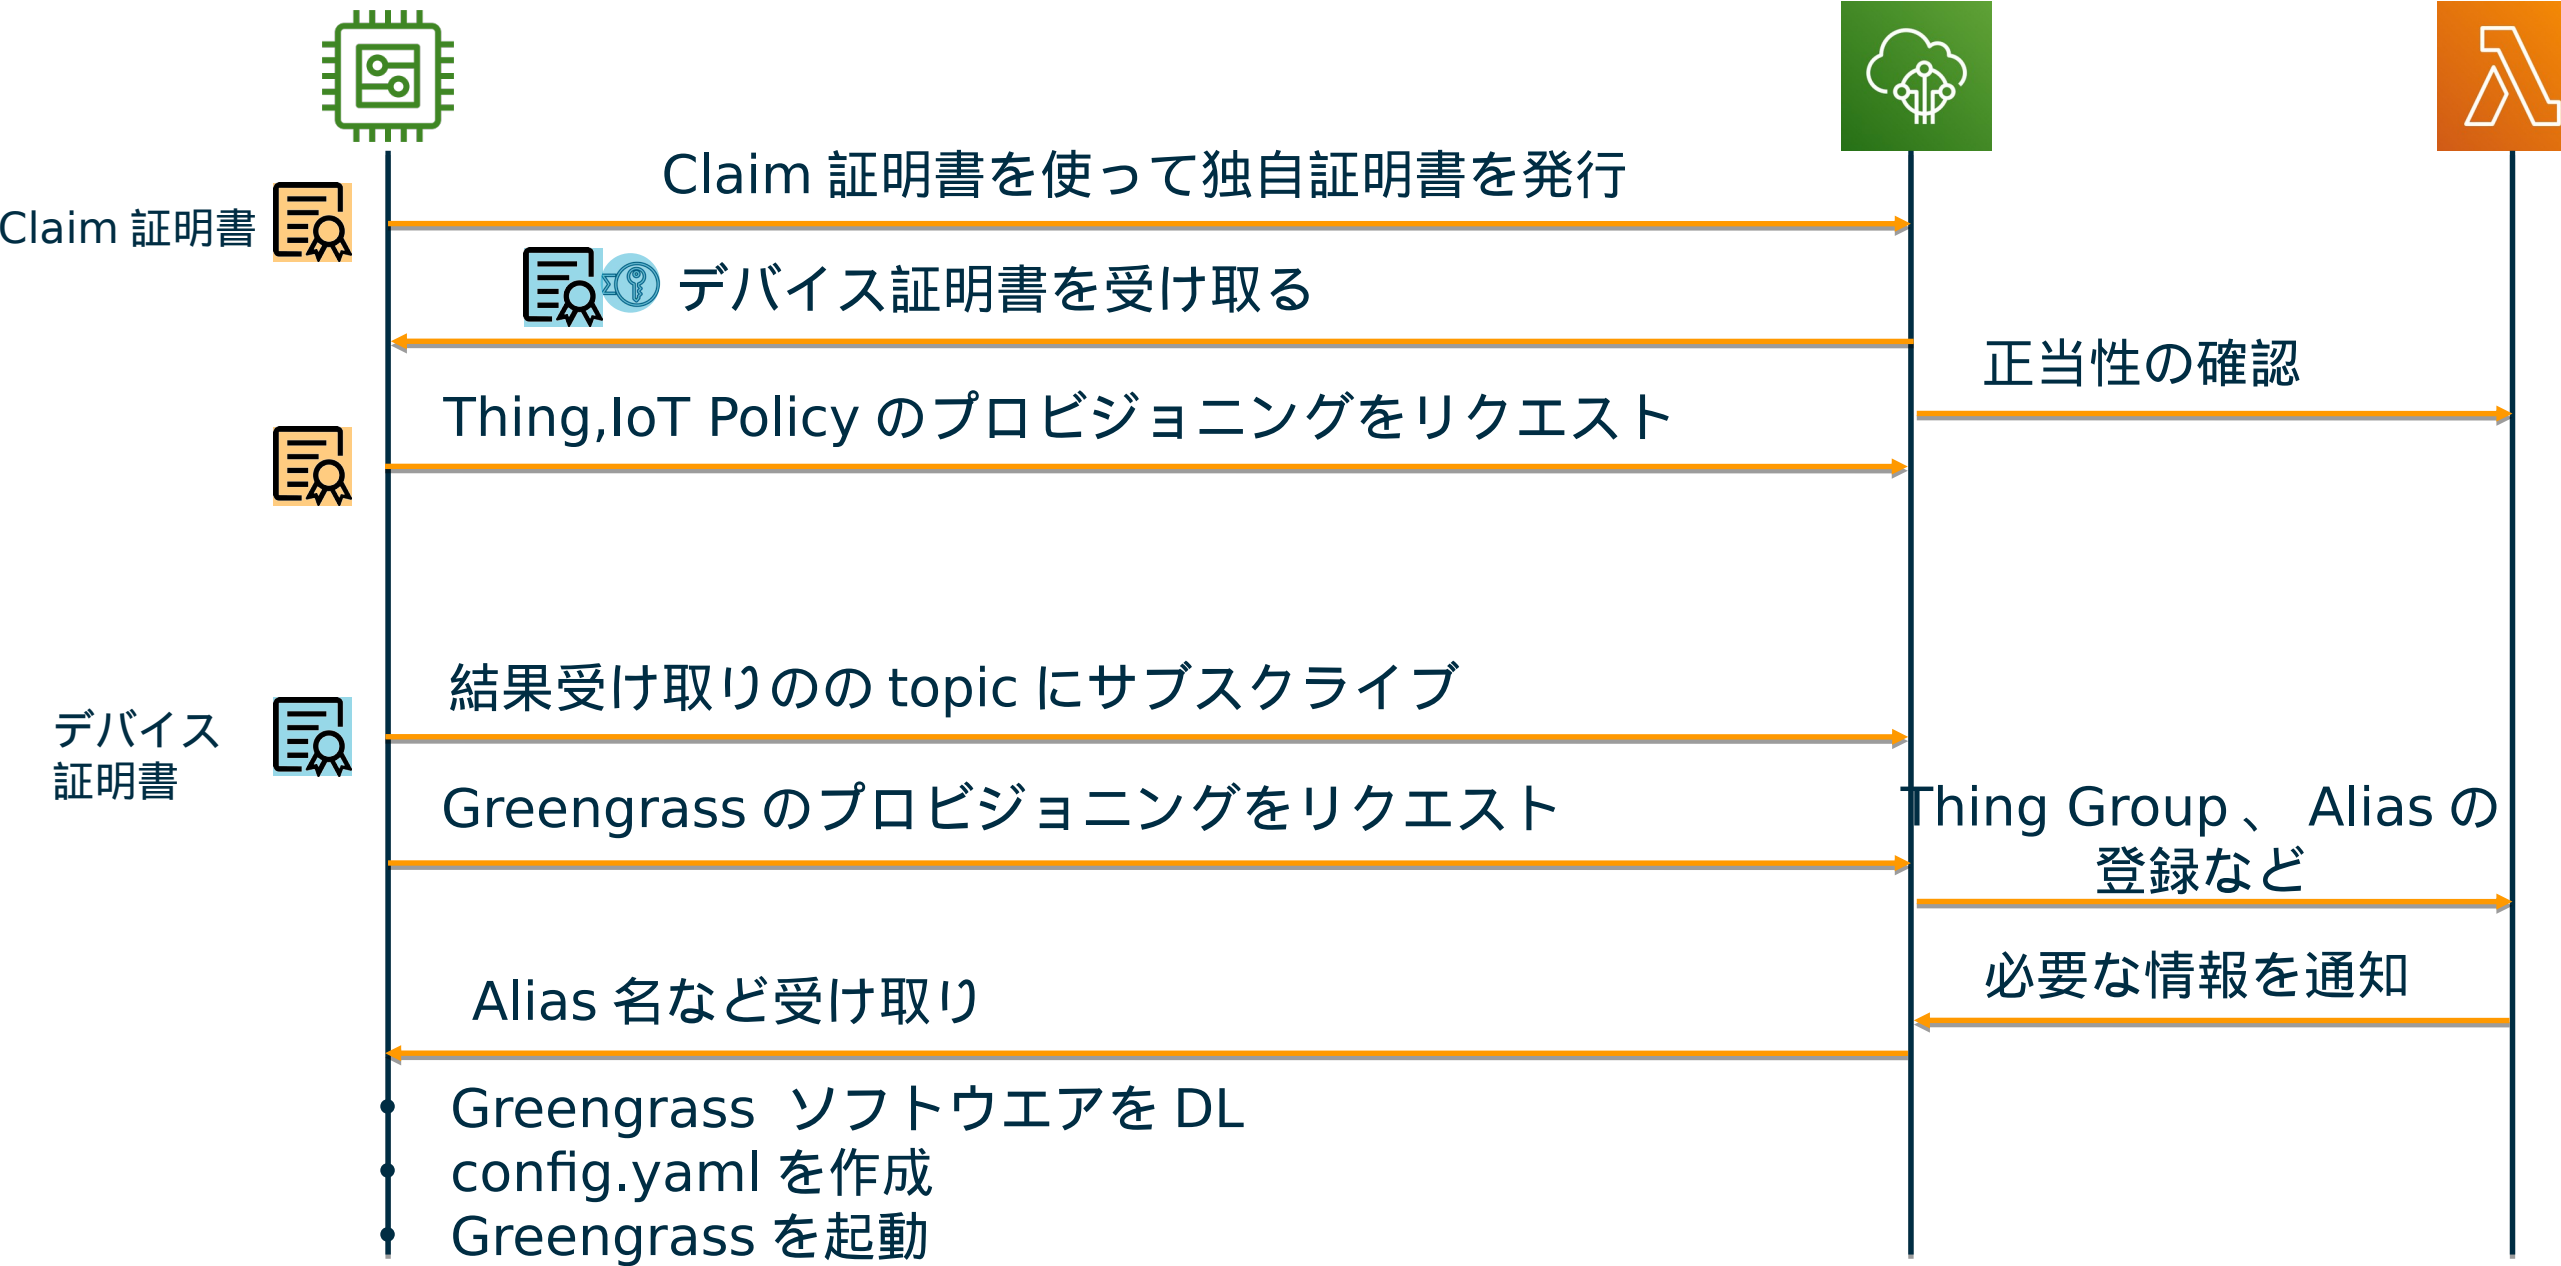 Claim 証明書を使って独自証明書を発行
Claim 証明書
デバイス証明書を受け取る
正当性の確認
Thing,IoT Policy のプロビジョニングをリクエスト
結果受け取りのの topic にサブスクライブ
デバイス
証明書
Greengrass のプロビジョニングをリクエスト
Thing Group 、 Alias の
登録など
必要な情報を通知
Alias 名など受け取り
Greengrass ソフトウエアを DL
config.yaml を作成
Greengrass を起動